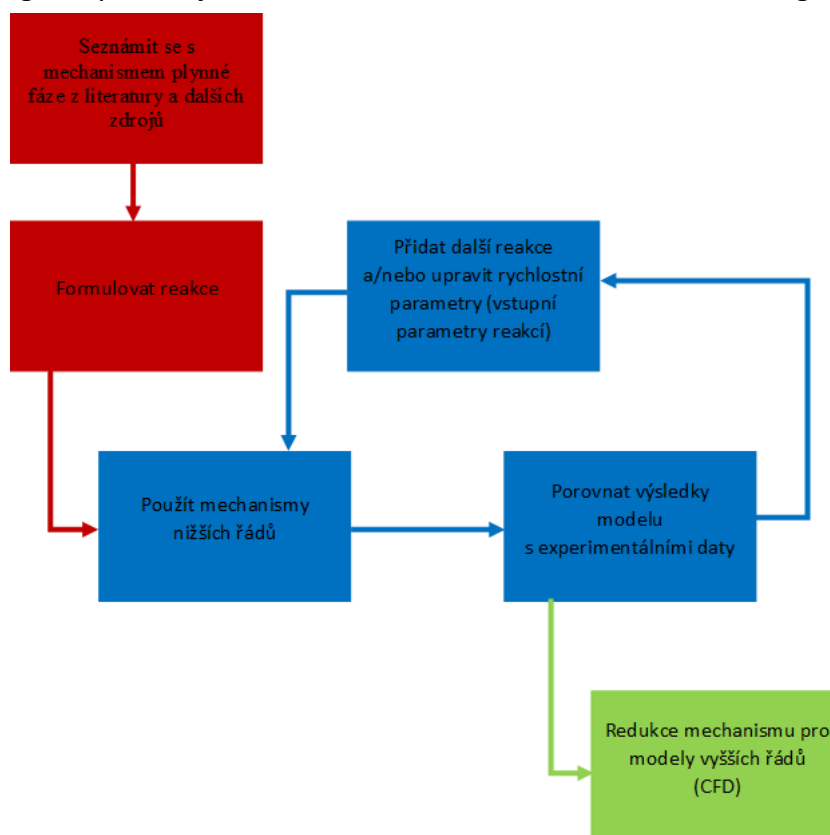 Seznámit se s
mechanismem plynné
fáze z literatury a dalších
zdrojů
Formulovat reakce
Přidat další reakce
a/nebo upravit rychlostní
parametry (vstupní
parametry reakcí)
Použít mechanismy
nižších řádů
Porovnat výsledky
modelu
s experimentálními daty
Redukce mechanismu pro
modely vyšších řádů
(CFD)